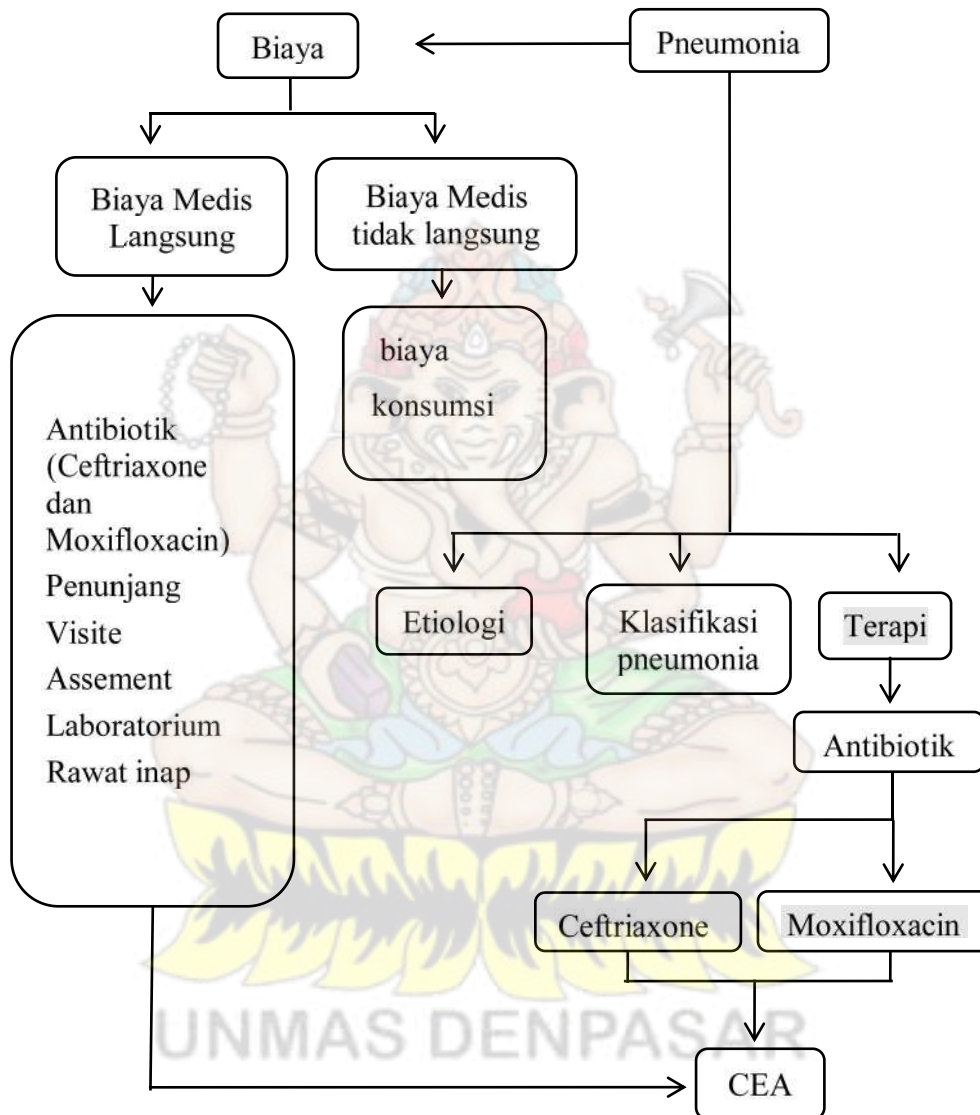 Biaya
Pneumonia
Biaya Medis
Langsung
Biaya Medis
tidak langsung
biaya
konsumsi
Antibiotik
(Ceftriaxone
dan
Moxifloxacin)
Penunjang
Visite
Assement
Laboratorium
Rawat inap
Etiologi
Klasifikasi
pneumonia
Terapi
Antibiotik
Ceftriaxone
Moxifloxacin
UNMAS DENPASAR
CEA